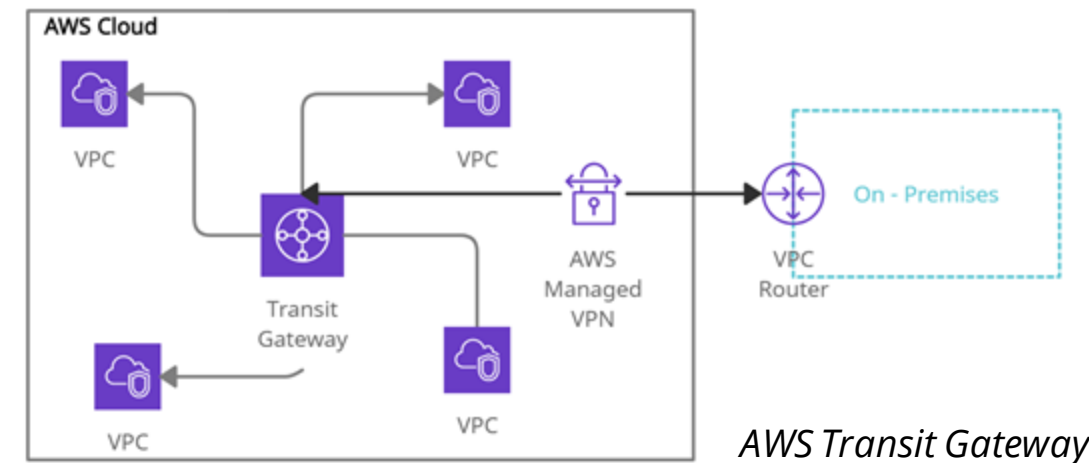 AWS Cloud
VPC
VPC
On - Premises
AWS
Managed
VPN
VPC
Router
Transit
Gateway
VPC
VPC
AWS Transit Gateway